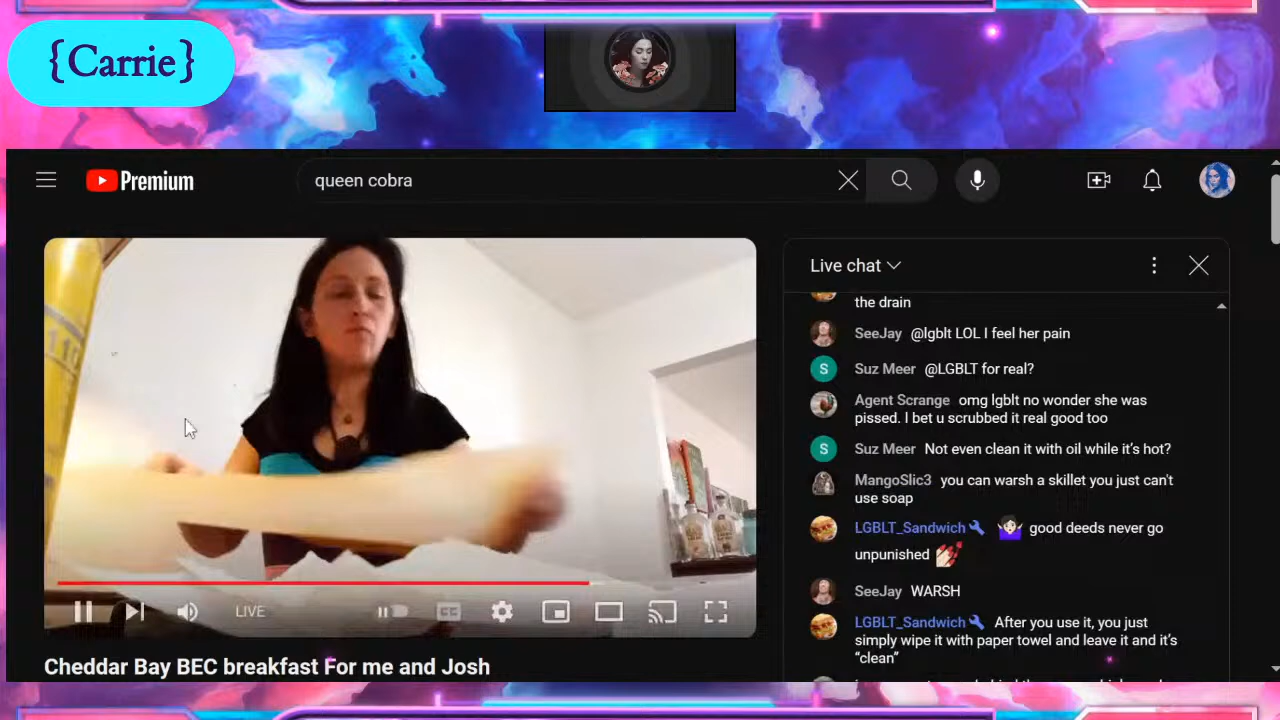 {Carrie}
Premium
queen cobra
Live chat
the drain
SeeJay @lgblt LOL I feel her pain
S
Suz Meer @LGBLT for real?
Agent Scrange omg lgblt no wonder she was
pissed. I bet u scrubbed it real good too
S
Suz Meer Not even clean it with oil while it’s hot?
MangoSlic3 you can warsh a skillet you just can't
use soap
LGBLT_Sandwich good deeds never go
unpunished
SeeJay WARSH
LGBLT_Sandwich After you use it, you just
simply wipe it with paper towel and leave it and it’s
“clean”
110
LIVE
CC
Cheddar Bay BEC breakfast For me and Josh